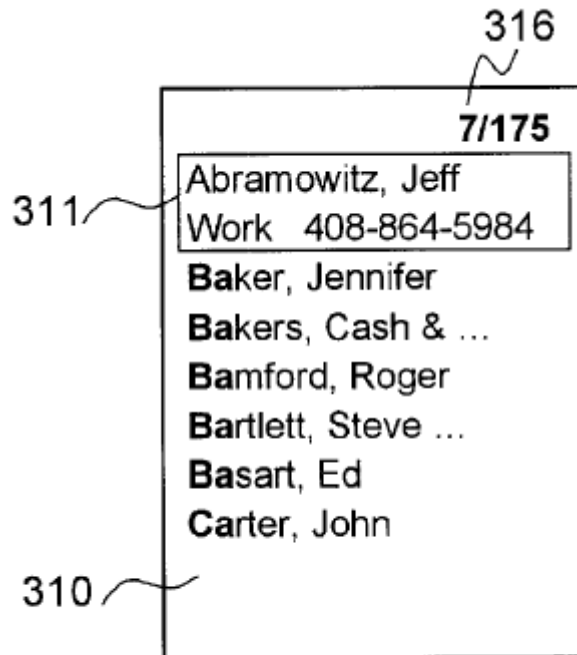 316
7/175
Abramowitz, Jeff
311
Work 408-864-5984
Baker, Jennifer
Bakers, Cash & ...
Bamford, Roger
Bartlett, Steve ...
Basart, Ed
Carter, John
310